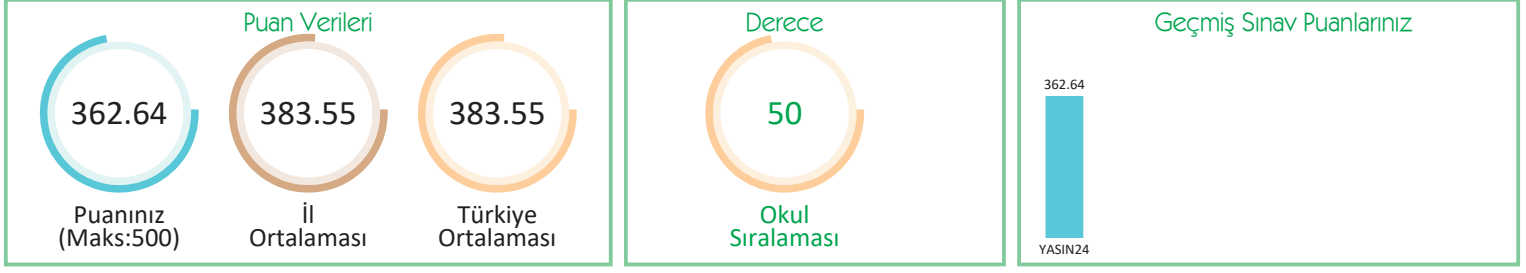 Puan Verileri
362.64
383.55
383.55
Puanınız
(Maks:500)
İl
Ortalaması
Türkiye
Ortalaması
Derece
50
Okul
Sıralaması
Geçmiş Sınav Puanlarınız
362.64
YASIN24